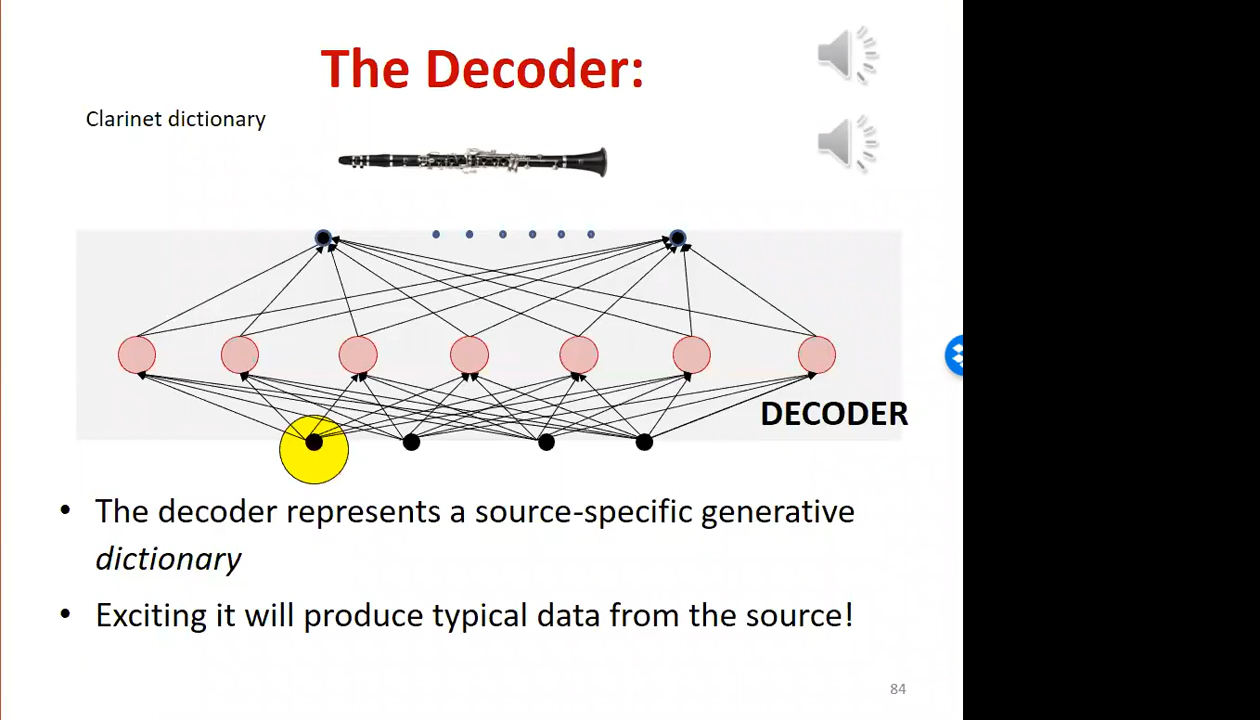 The Decoder:
Clarinet dictionary
DECODER
• The decoder represents a source-specific generative
dictionary
• Exciting it will produce typical data from the source!
84